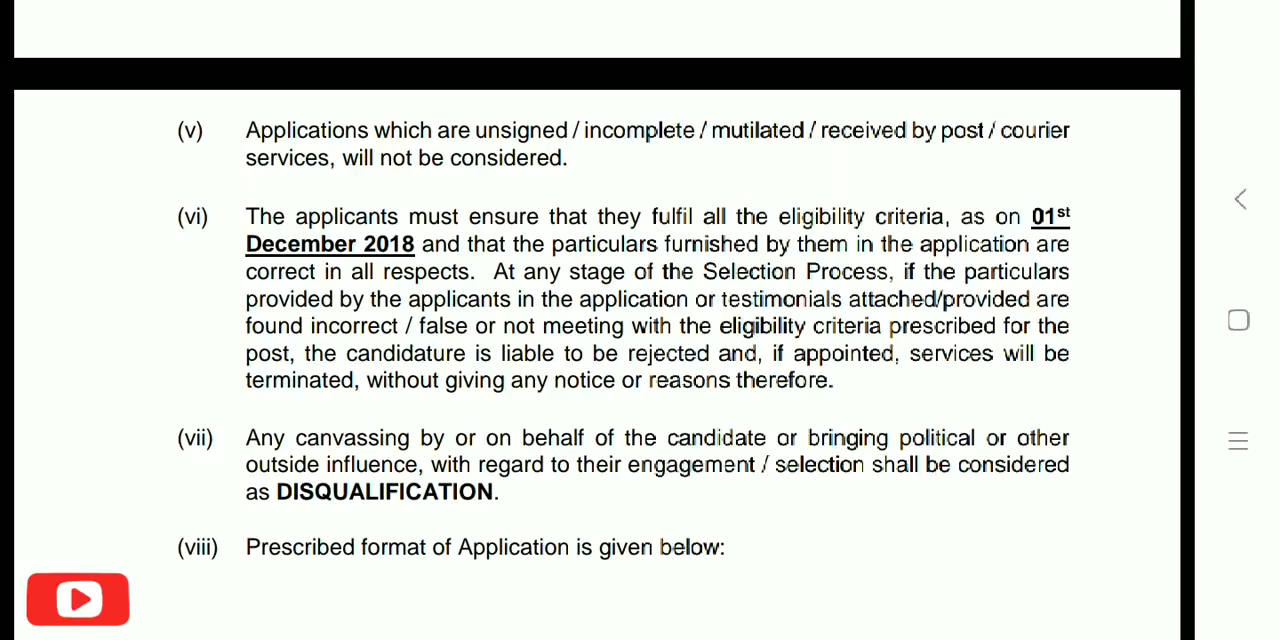 (v) Applications which are unsigned / incomplete / mutilated / received by post / courier
services, will not be considered.
(vi) The applicants must ensure that they fulfil all the eligibility criteria, as on 01st
December 2018 and that the particulars furnished by them in the application are
correct in all respects. At any stage of the Selection Process, if the particulars
provided by the applicants in the application or testimonials attached/provided are
found incorrect / false or not meeting with the eligibility criteria prescribed for the
post, the candidature is liable to be rejected and, if appointed, services will be
terminated, without giving any notice or reasons therefore.
(vii) Any canvassing by or on behalf of the candidate or bringing political or other
outside influence, with regard to their engagement / selection shall be considered
as DISQUALIFICATION.
(viii) Prescribed format of Application is given below: